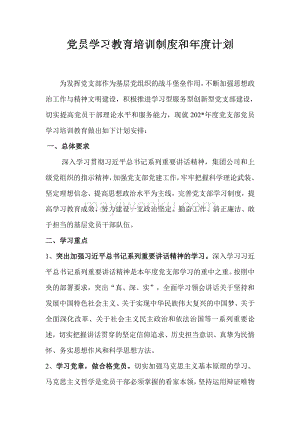 党员学习教育培训制度和年度计划
为发挥党支部作为基层党组织的战斗堡垒作用,不断加强思想政
治工作与精神文明建设,积极推进学习型服务型创新型党支部建设,
切实提高党员干部理论水平和服务能力,现就 202*年度党支部党员
学习培训教育做出如下计划安排:
一、总体要求
深入学习贯彻习近平总书记系列重要讲话精神,集团公司和上
级党组织的指示精神,加强党支部党建工作,牢牢把握科学理论武装、
坚定理想信念、提高思想政治水平为主线,完善党支部学习制度,提
高学习教育成效,努力建设一支政治坚定、勤奋工作、清正廉洁、敢
于担当的基层党员干部队伍。
二、学习重点
1、突出加强习近平总书记系列重要讲话精神的学习。深入学习习近
平总书记系列重要讲话精神是本年度党支部学习的重中之重。按照中
央的部署要求,突出“真、深、实”,全面学习领会讲话关于坚持和
发展中国特色社会主义、关于实现中华民族伟大复兴的中国梦、关于
全面深化改革、关于社会主义民主政治和依法治国等一系列重要论
述,切实把握讲话贯穿的坚定信仰追求、历史担当意识、真挚为民情
怀、务实思想作风和科学思想方法。
2、学习党章,做合格党员。切实加强马克思主义基本原理的学习。
马克思主义哲学是党员干部必须掌握的看家本领,坚持运用辩证唯物